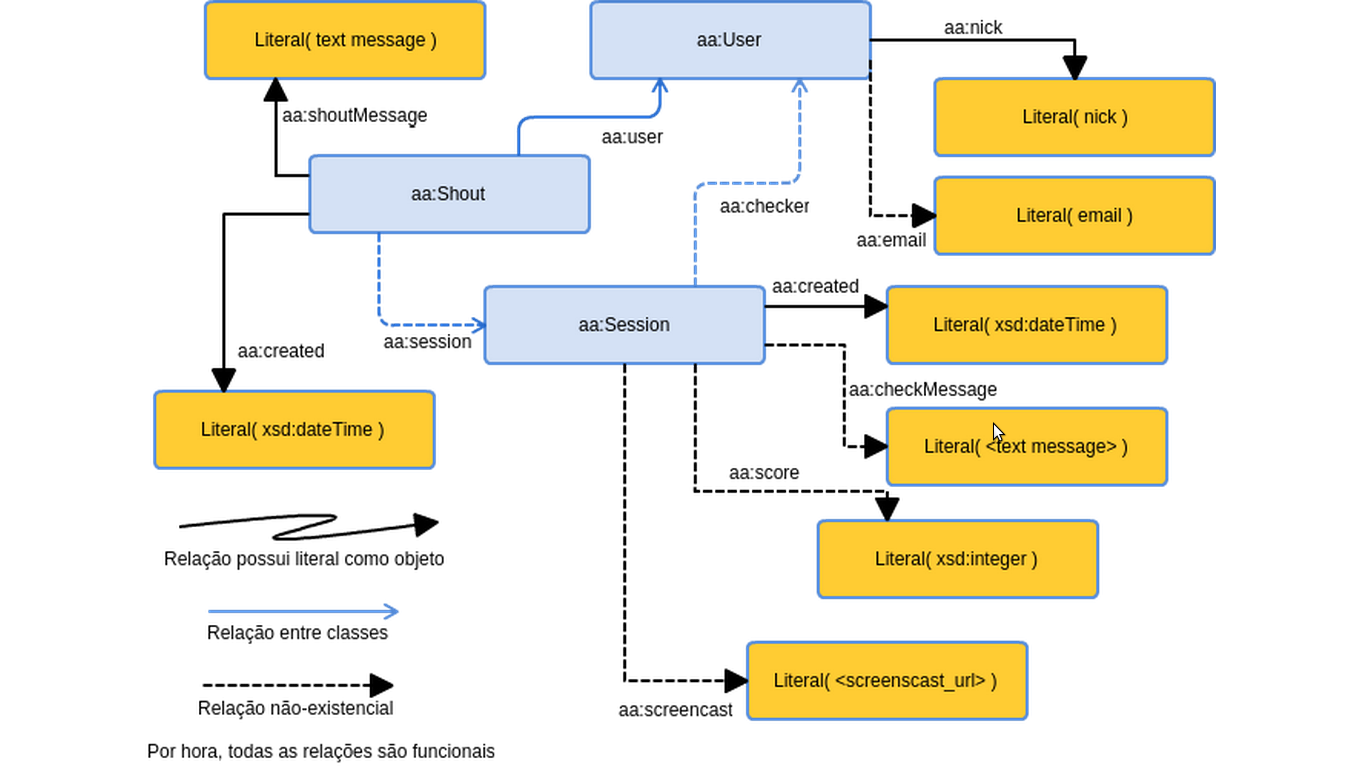 Literal( text message )
aa:User
aa:nick
Literal( nick )
aa:shoutMessage
aa:user
aa:Shout
aa:checker
Literal( email )
aa:email
aa:created
aa:Session
Literal( xsd:dateTime )
aa:session
aa:created
aa:checkMessage
Literal( xsd:dateTime )
Literal( <text message> )
aa:score
Relação possui literal como objeto
Literal( xsd:integer )
Relação entre classes
Literal( <screenscast_url> )
Relação não-existencial
aa:screencast
Por hora, todas as relações são funcionais